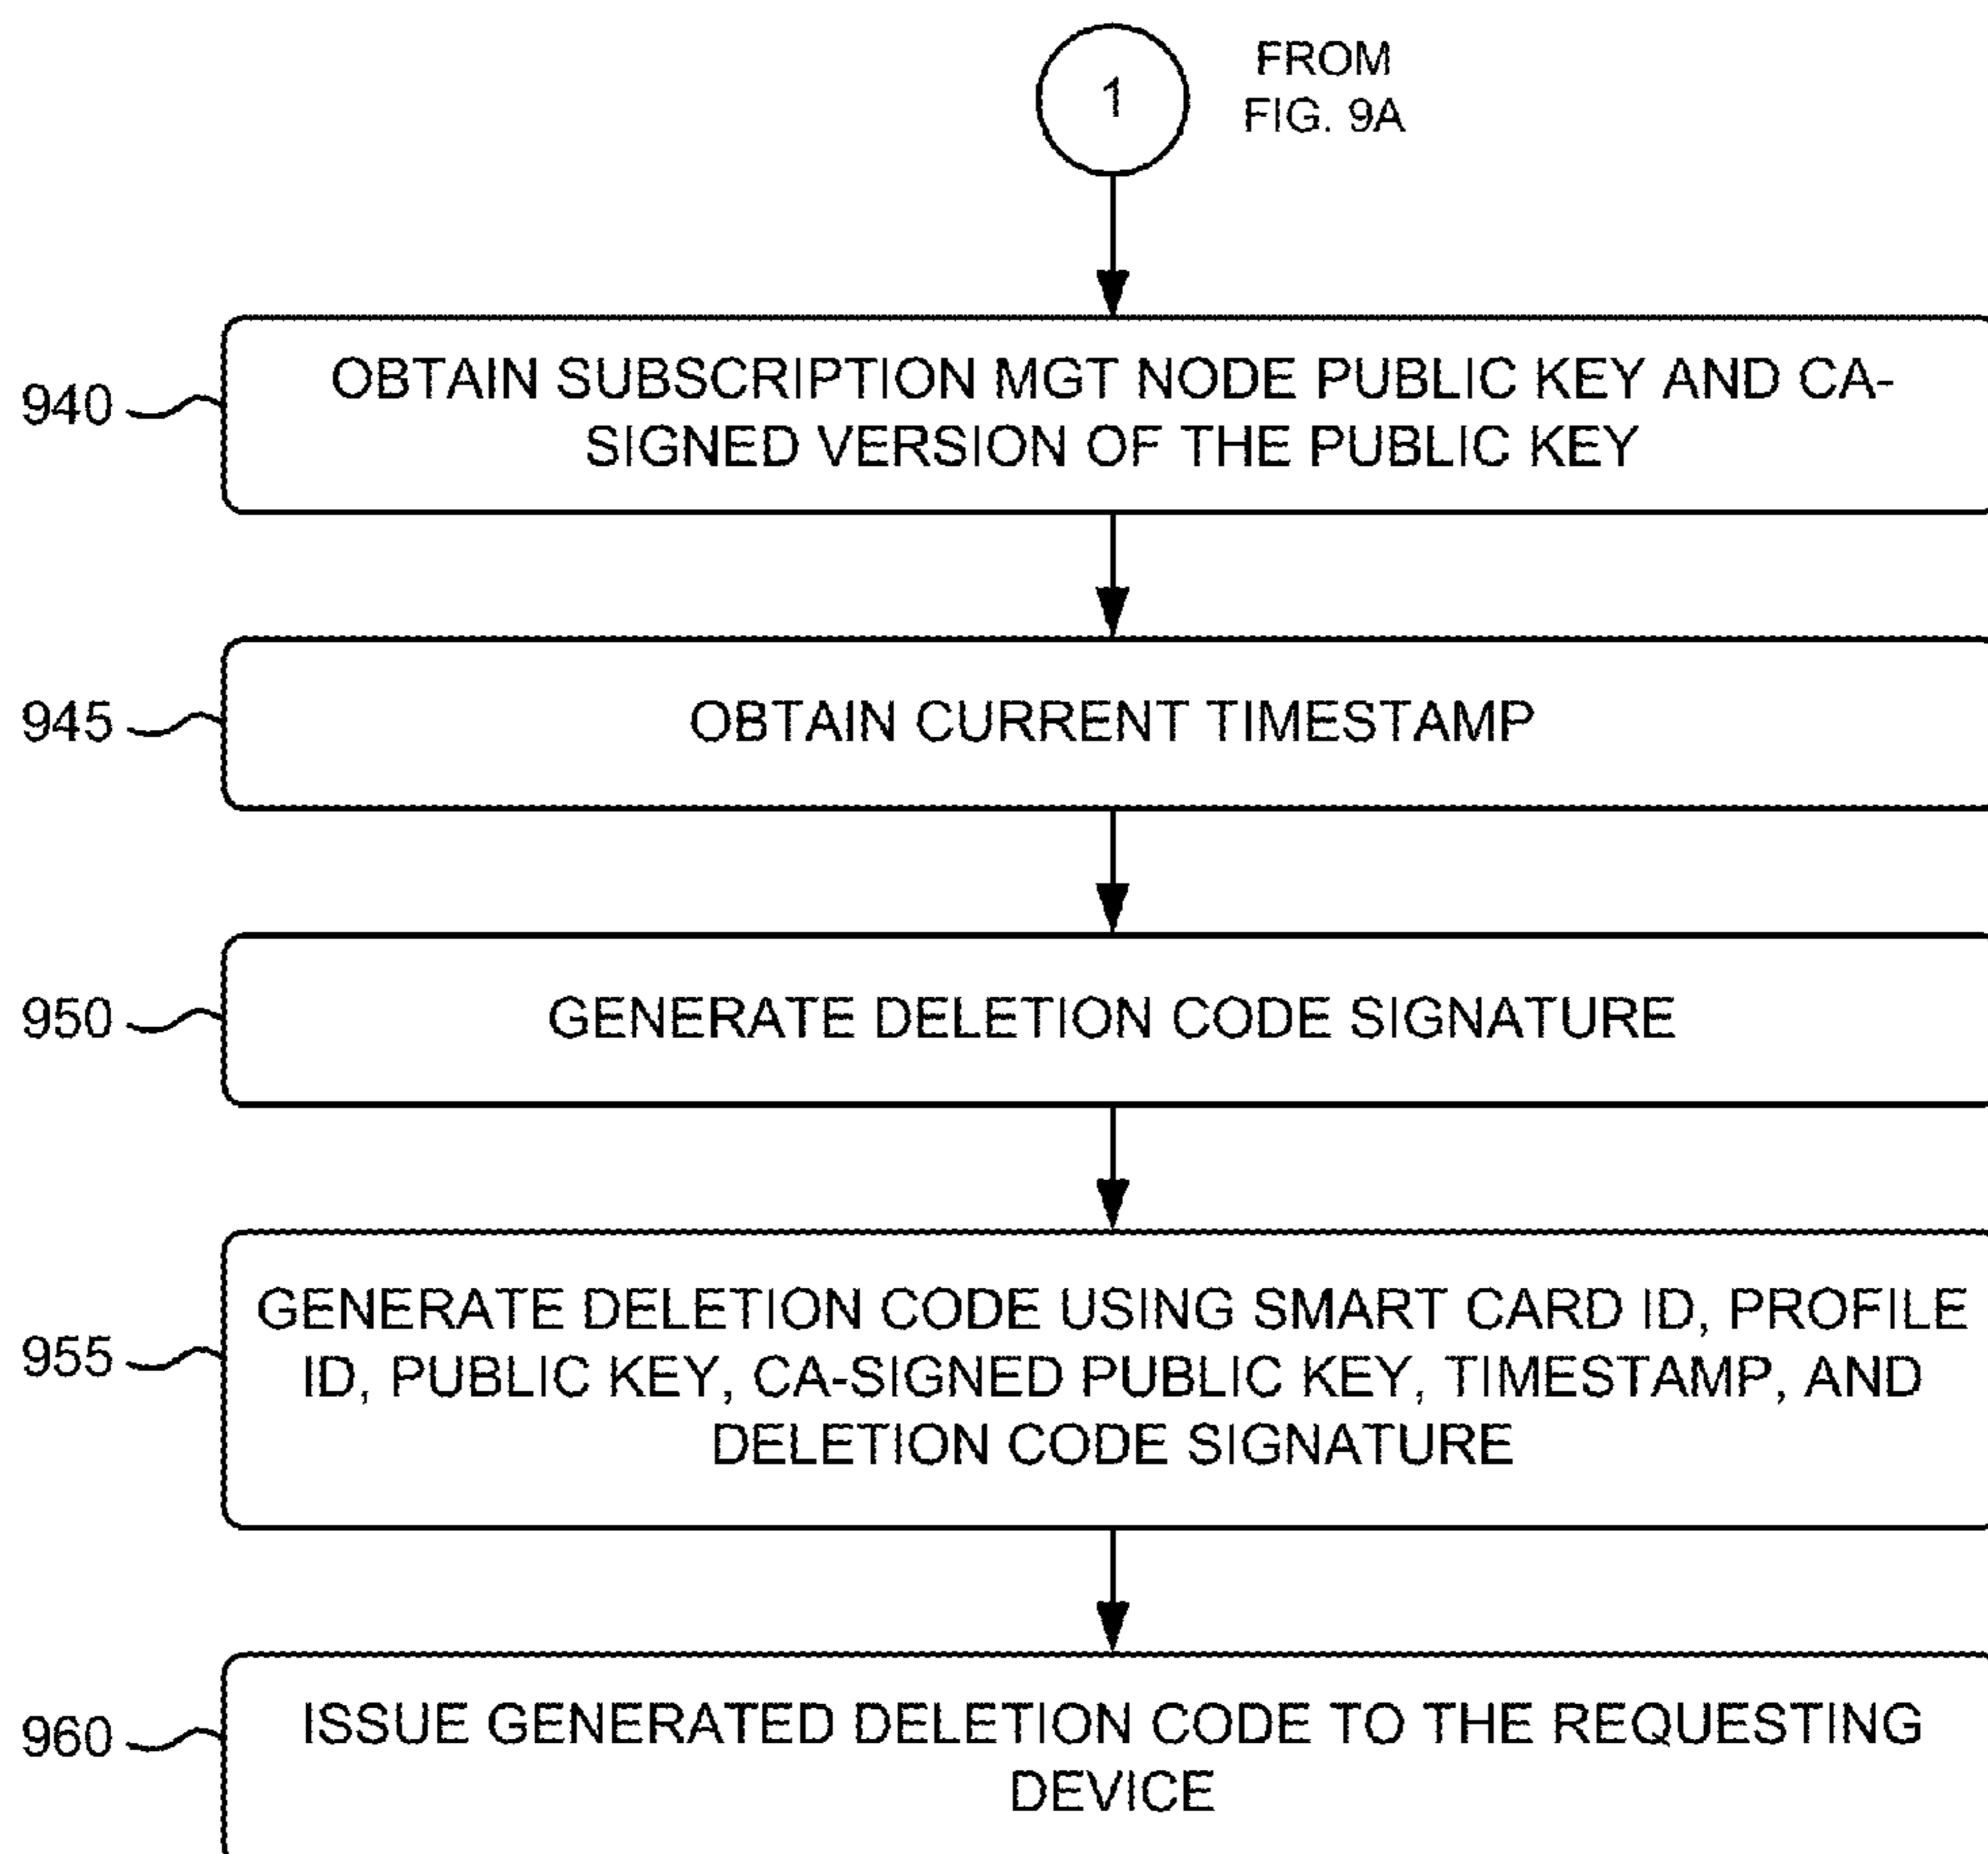 1
FROM
FIG. 9A
940
OBTAIN SUBSCRIPTION MGT NODE PUBLIC KEY AND CA-
SIGNED VERSION OF THE PUBLIC KEY
945
OBTAIN CURRENT TIMESTAMP
950
GENERATE DELETION CODE SIGNATURE
955
GENERATE DELETION CODE USING SMART CARD ID, PROFILE
ID, PUBLIC KEY, CA-SIGNED PUBLIC KEY, TIMESTAMP, AND
DELETION CODE SIGNATURE
960
ISSUE GENERATED DELETION CODE TO THE REQUESTING
DEVICE